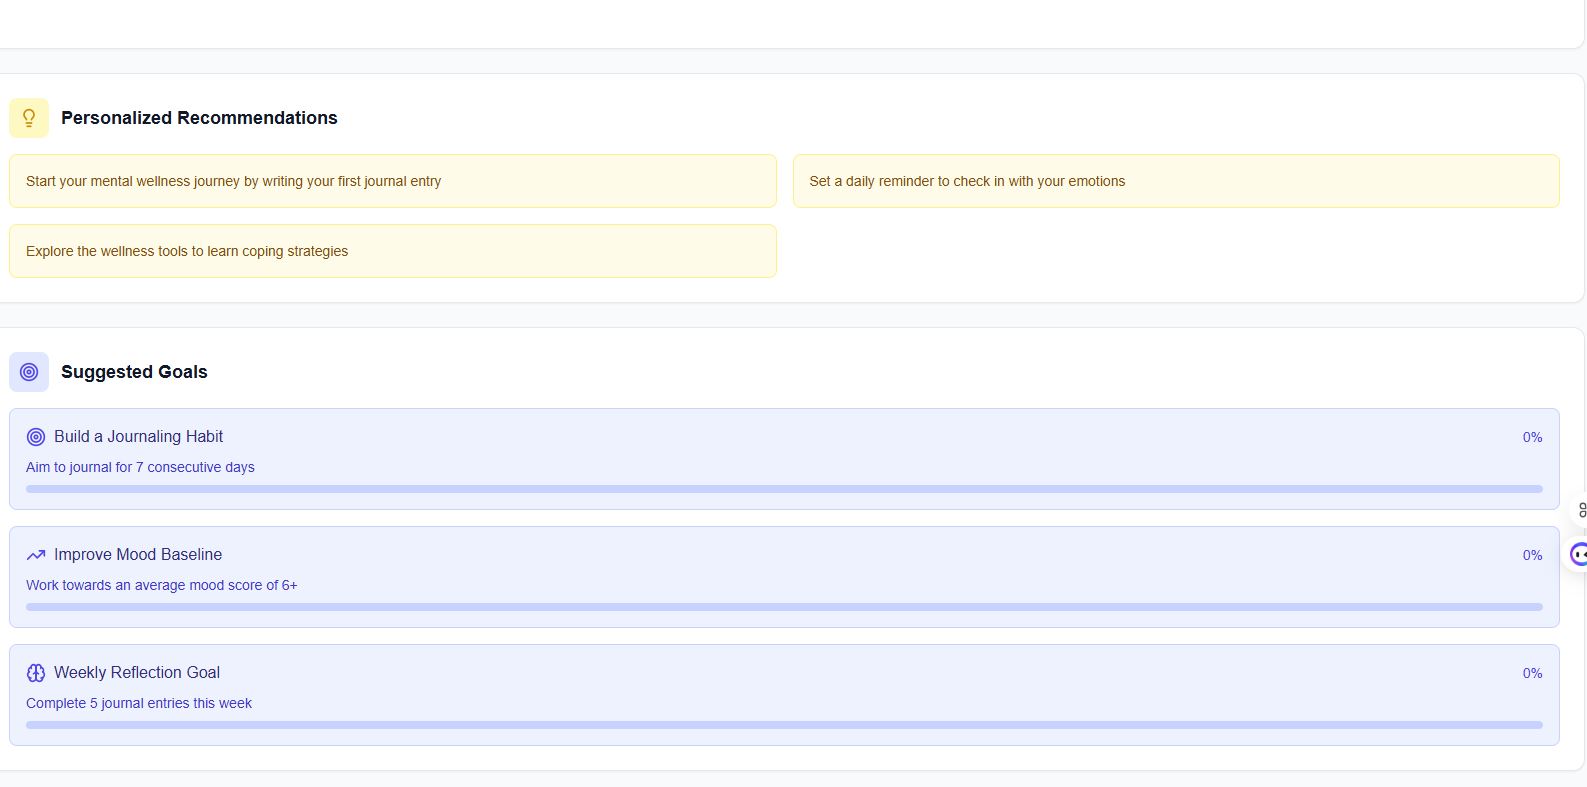 Personalized Recommendations
Start your mental wellness journey by writing your first journal entry
Set a daily reminder to check in with your emotions
Explore the wellness tools to learn coping strategies
Suggested Goals
Build a Journaling Habit
0%
Aim to journal for 7 consecutive days
Improve Mood Baseline
0%
Work towards an average mood score of 6+
Weekly Reflection Goal
0%
Complete 5 journal entries this week